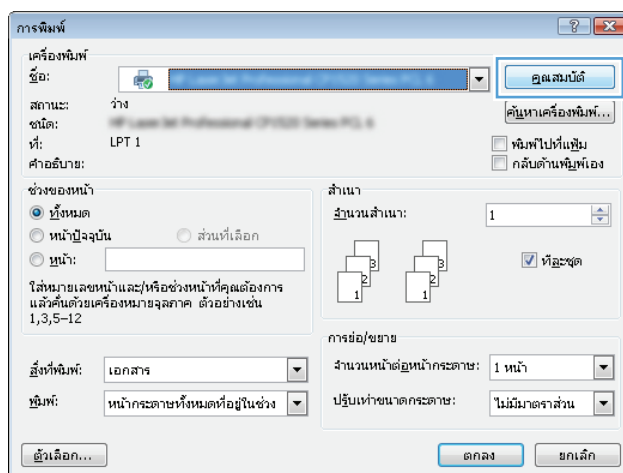 การพิมพ์
เครื่องพิมพ์
ชื่อ:
คุณสมบัติ
สถานะ: ว่าง
ค้นหาเครื่องพิมพ์...
ชนิด:
ที่: LPT 1
พิมพ์ไปที่แฟ้ม
คำอธิบาย:
กลับด้านพิมพ์เอง
ช่วงของหน้า
ทั้งหมด
หน้าปัจจุบัน ส่วนที่เลือก
หน้า:
ใส่หมายเลขหน้าและ/หรือช่วงหน้าที่คุณต้องการ
แล้วคั่นด้วยเครื่องหมายจุลภาค ตัวอย่างเช่น
1,3,5–12
สำเนา
จำนวนสำเนา: 1
3 3
2 2
1 1
ทีละชุด
สิ่งที่พิมพ์: เอกสาร
พิมพ์: หน้ากระดาษทั้งหมดที่อยู่ในช่วง
การย่อ/ขยาย
จำนวนหน้าต่อหน้ากระดาษ: 1 หน้า
ปรับเท่าขนาดกระดาษ: ไม่มีมาตราส่วน
ตัวเลือก... ตกลง ยกเลิก